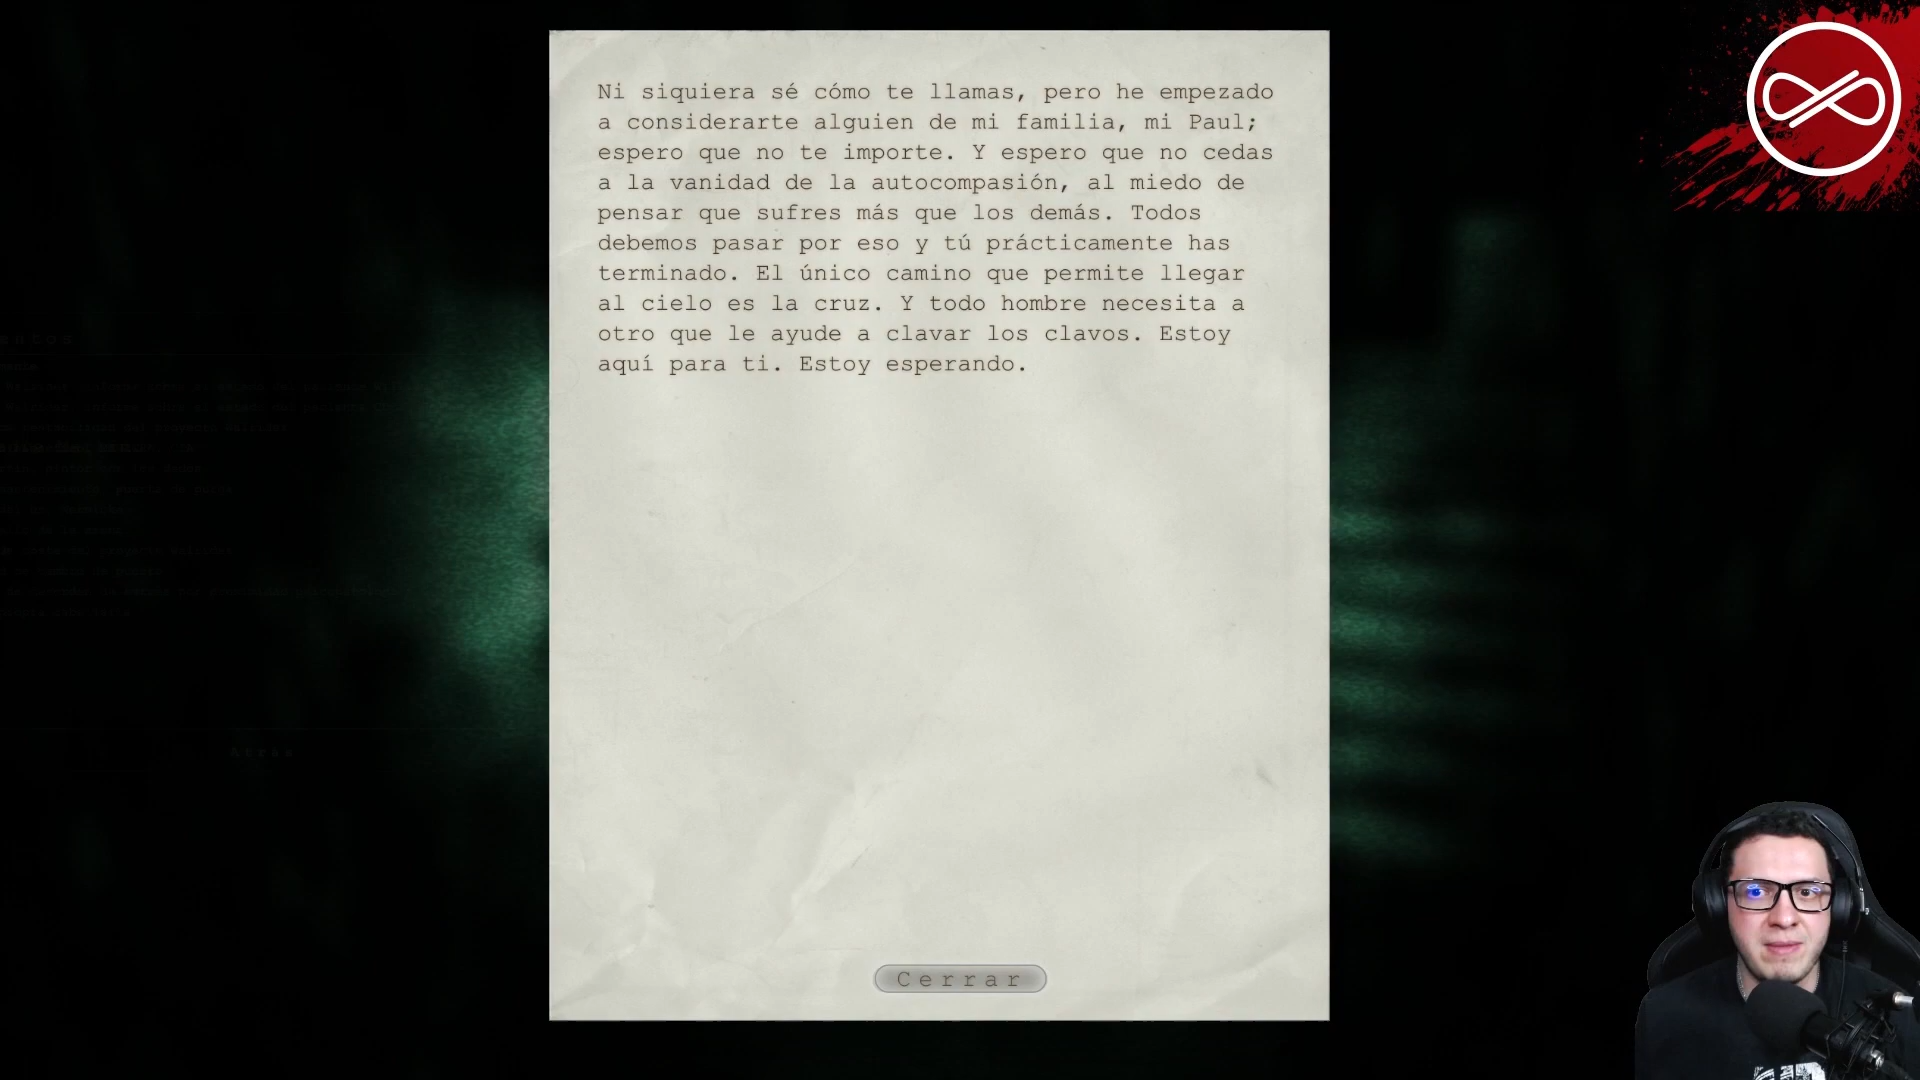 Ni siquiera sé cómo te llamas, pero he empezado
a considerarte alguien de mi familia, mi Paul;
espero que no te importe. Y espero que no cedas
a la vanidad de la autocompasión, al miedo de
pensar que sufres más que los demás. Todos
debemos pasar por eso y tú prácticamente has
terminado. El único camino que permite llegar
al cielo es la cruz. Y todo hombre necesita a
otro que le ayude a clavar los clavos. Estoy
aquí para ti. Estoy esperando.
Atrás
Cerrar